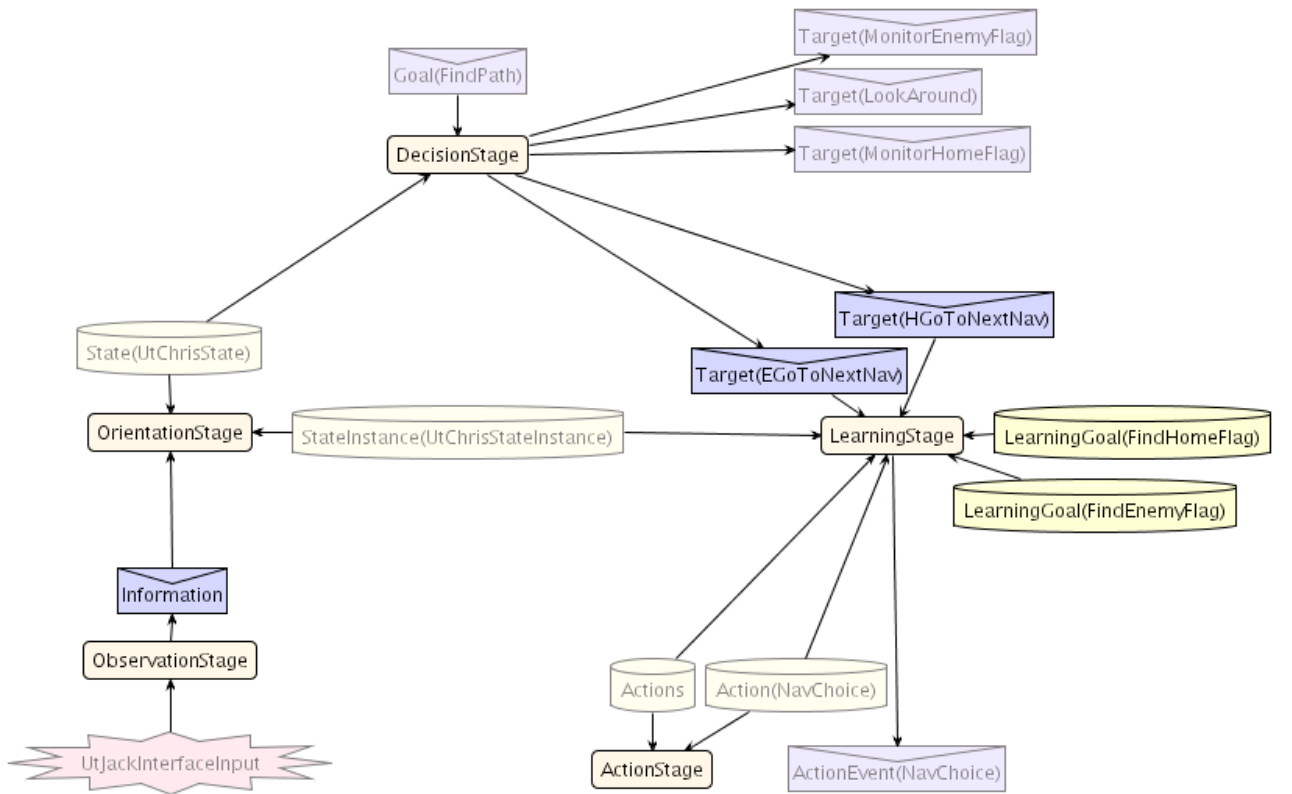 Target(MonitorEnemyFlag)
Goal(FindPath)
Target(LookAround)
DecisionStage
Target(MonitorHomeFlag)
Target(HGoToNextNav)
State(UtChrisState)
Target(EGoToNextNav)
OrientationStage
StateInstance(UtChrisStateInstance)
LearningStage
LearningGoal(FindHomeFlag)
LearningGoal(FindEnemyFlag)
Information
ObservationStage
Actions
Action(NavChoice)
UtJackInterfaceInput
ActionStage
ActionEvent(NavChoice)